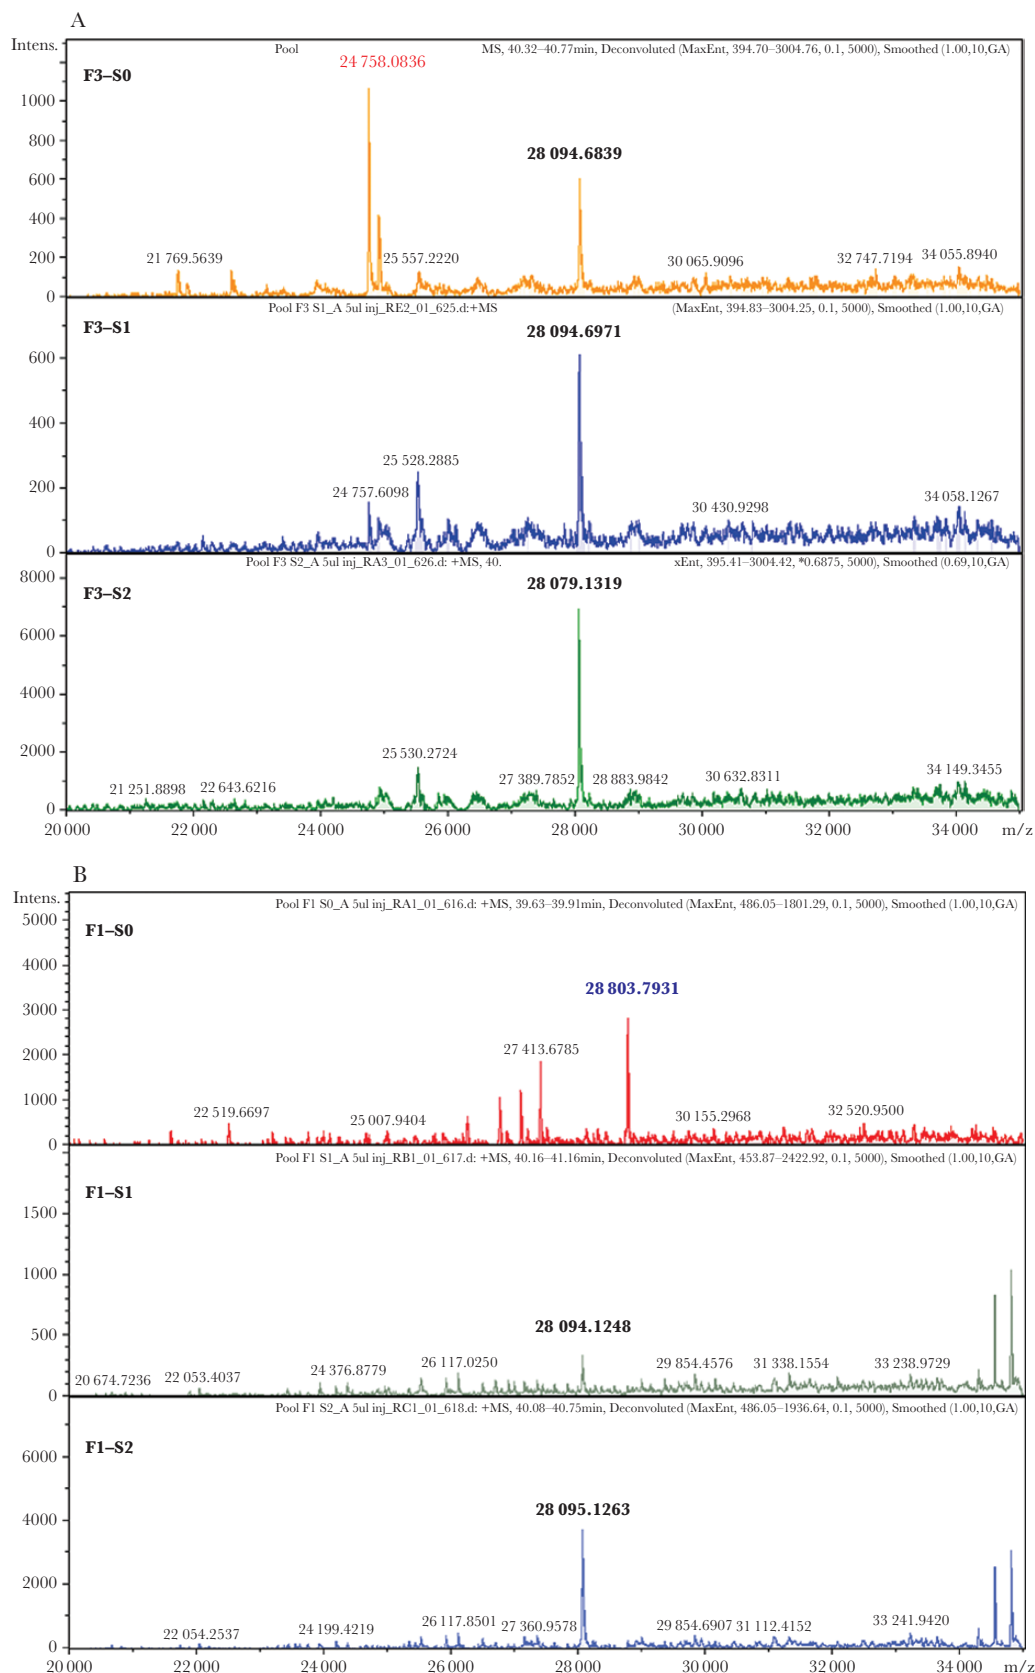 A
Intens.
Pool MS, 40.32–40.77min, Deconvoluted (MaxEnt, 394.70–3004.76, 0.1, 5000), Smoothed (1.00,10,GA)
24 758.0836
F3–S0
1000
28 094.6839
800
600
400
21 769.5639 25 557.2220 30 065.9096 32 747.7194 34 055.8940
200
0
Pool F3 S1_A 5ul inj_RE2_01_625.d:+MS (MaxEnt, 394.83–3004.25, 0.1, 5000), Smoothed (1.00,10,GA)
F3–S1
28 094.6971
600
400
25 528.2885
24 757.6098
200
30 430.9298 34 058.1267
0
Pool F3 S2_A 5ul inj_RA3_01_626.d: +MS, 40. xEnt, 395.41–3004.42, *0.6875, 5000), Smoothed (0.69,10,GA)
8000
28 079.1319
F3–S2
6000
4000
2000
25 530.2724
21 251.8898 22 643.6216 27 389.7852 28 883.9842 30 632.8311 34 149.3455
0
20 000 22 000 24 000 26 000 28 000 30 000 32 000 34 000 m/z
B
Intens.
Pool F1 S0_A 5ul inj_RA1_01_616.d: +MS, 39.63–39.91min, Deconvoluted (MaxEnt, 486.05–1801.29, 0.1, 5000), Smoothed (1.00,10,GA)
5000
F1–S0
4000
28 803.7931
3000
2000
27 413.6785
1000
22 519.6697 25 007.9404 30 155.2968 32 520.9500
0
Pool F1 S1_A 5ul inj_RB1_01_617.d: +MS, 40.16–41.16min, Deconvoluted (MaxEnt, 453.87–2422.92, 0.1, 5000), Smoothed (1.00,10,GA)
F1–S1
1500
1000
500
28 094.1248
20 674.7236 22 053.4037 24 376.8779 26 117.0250 29 854.4576 31 338.1554 33 238.9729
0
Pool F1 S2_A 5ul inj_RC1_01_618.d: +MS, 40.08–40.75min, Deconvoluted (MaxEnt, 486.05–1936.64, 0.1, 5000), Smoothed (1.00,10,GA)
F1–S2
6000
28 095.1263
4000
2000
22 054.2537 24 199.4219 26 117.8501 27 360.9578 29 854.6907 31 112.4152 33 241.9420
0
20 000 22 000 24 000 26 000 28 000 30 000 32 000 34 000 m/z